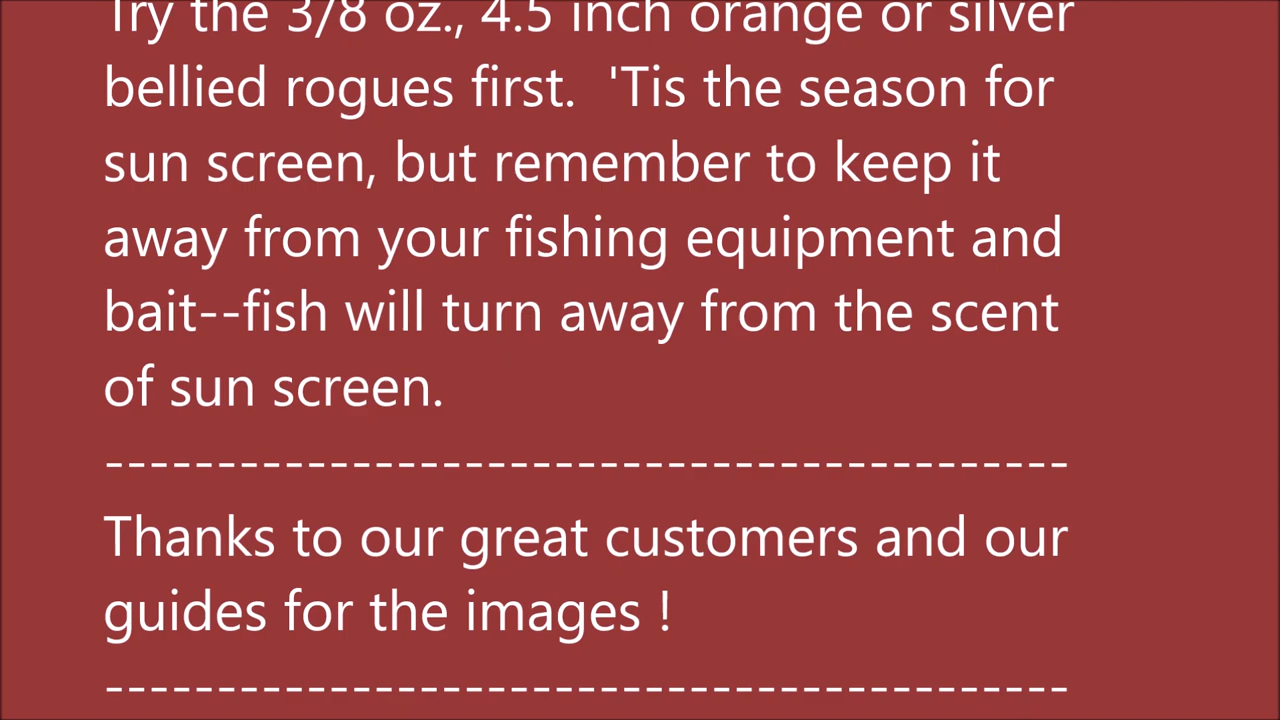 Try the 3/8 oz., 4.5 inch orange or silver
bellied rogues first.  'Tis the season for
sun screen, but remember to keep it
away from your fishing equipment and
bait--fish will turn away from the scent
of sun screen.
-------------------------------------------
Thanks to our great customers and our
guides for the images !
-------------------------------------------